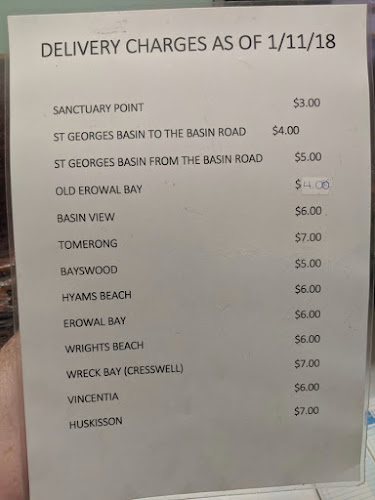 DELIVERY CHARGES AS OF 1/11/18
SANCTUARY POINT $3.00
ST GEORGES BASIN TO THE BASIN ROAD $4.00
ST GEORGES BASIN FROM THE BASIN ROAD $5.00
OLD EROWAL BAY $4.00
BASIN VIEW $6.00
TOMERONG $7.00
BAYSWOOD $5.00
HYAMS BEACH $6.00
EROWAL BAY $6.00
WRIGHTS BEACH $6.00
WRECK BAY (CRESSWELL) $7.00
VINCENTIA $6.00
HUSKISSON $7.00